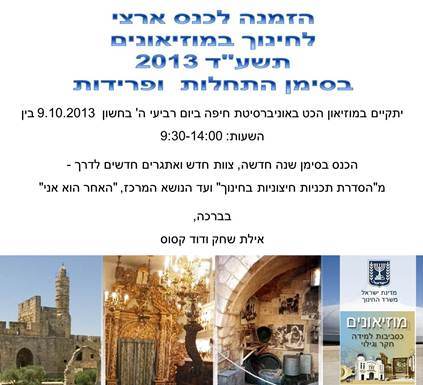 הזמנה לכנס ארצי
לחינוך במוזיאונים
תשע"ד 2013
בסימן התחלות ופרידות
יתקיים במוזיאון הכט באוניברסיטת חיפה ביום רביעי ה' בחשון 9.10.2013 בין
השעות: 9:30-14:00
הכנס בסימן שנה חדשה, צוות חדש ואתגרים חדשים לדרך -
מ"הסדרת תכניות חיצוניות בחינוך" ועד הנושא המרכז, "האחר הוא אני"
בברכה,
אילת שחק ודוד קסוס
מדינת ישראל
משרד החינוך
מוזיאונים
כסביבות למידה
חקר וגילוי